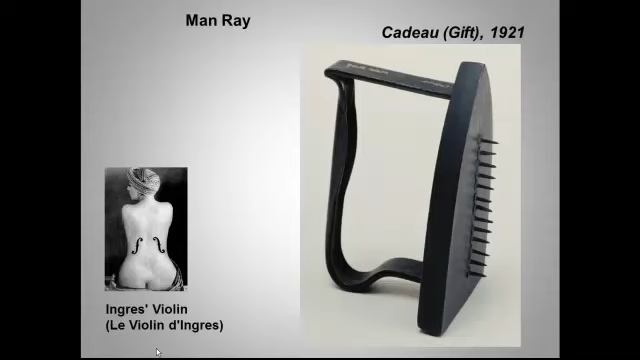 Man Ray
Cadeau (Gift), 1921
Ingres' Violin
(Le Violin d'Ingres)